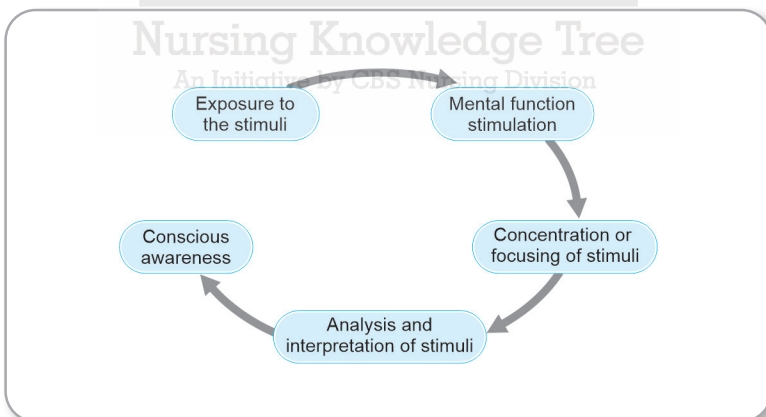 Nursing Knowledge Tree
An Initiative by CBS Nursing Division
Exposure to
the stimuli
Mental function
stimulation
Concentration or
focusing of stimuli
Analysis and
interpretation of stimuli
Conscious
awareness